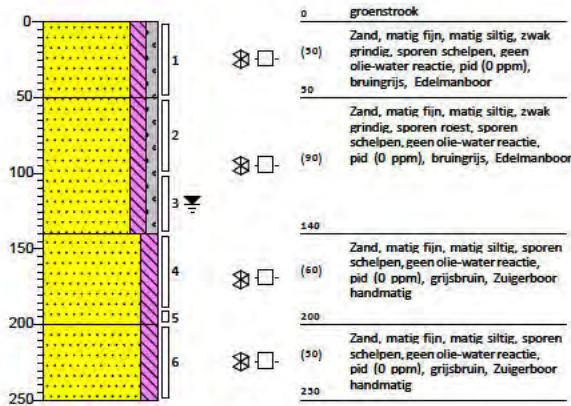 0
50
100
150
200
250
1
2
3
4
5
6
0 groenstrook
(50) Zand, matig fijn, matig siltig, zwak
grindig, sporen schelpen, geen
olie-water reactie, pid (0 ppm),
bruingrijs, Edelmanboor
50
(90) Zand, matig fijn, matig siltig, zwak
grindig, sporen roest, sporen
schelpen, geen olie-water reactie,
pid (0 ppm), bruingrijs, Edelmanboor
140
(60) Zand, matig fijn, matig siltig, sporen
schelpen, geen olie-water reactie,
pid (0 ppm), grijsbruin, Zuigerboor
handmatig
200
(50) Zand, matig fijn, matig siltig, sporen
schelpen, geen olie-water reactie,
pid (0 ppm), grijsbruin, Zuigerboor
handmatig
250